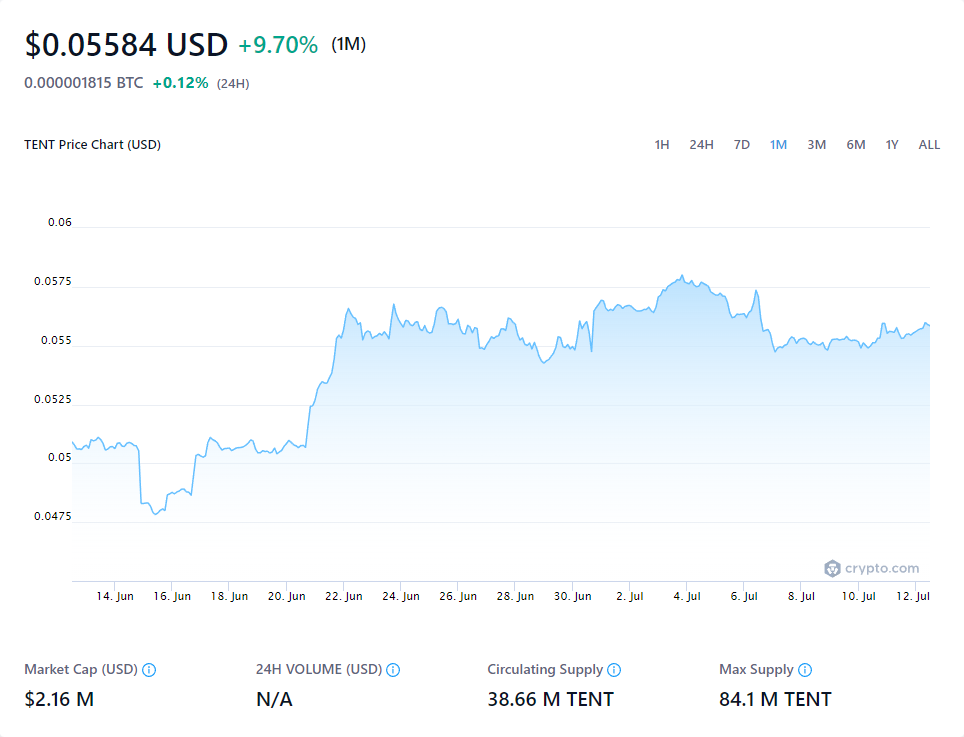 $0.05584 USD +9.70% (1M)
0.000001815 BTC +0.12% (24H)
TENT Price Chart (USD) 1H 24H 7D 1M 3M 6M 1Y ALL
0.06
0.0575
0.055
0.0525
0.05
0.0475
crypto.com
14. Jun 16. Jun 18. Jun 20. Jun 22. Jun 24. Jun 26. Jun 28. Jun 30. Jun 2. Jul 4. Jul 6. Jul 8. Jul 10. Jul 12. Jul
Market Cap (USD) 24H VOLUME (USD) Circulating Supply Max Supply
$2.16 M N/A 38.66 M TENT 84.1 M TENT